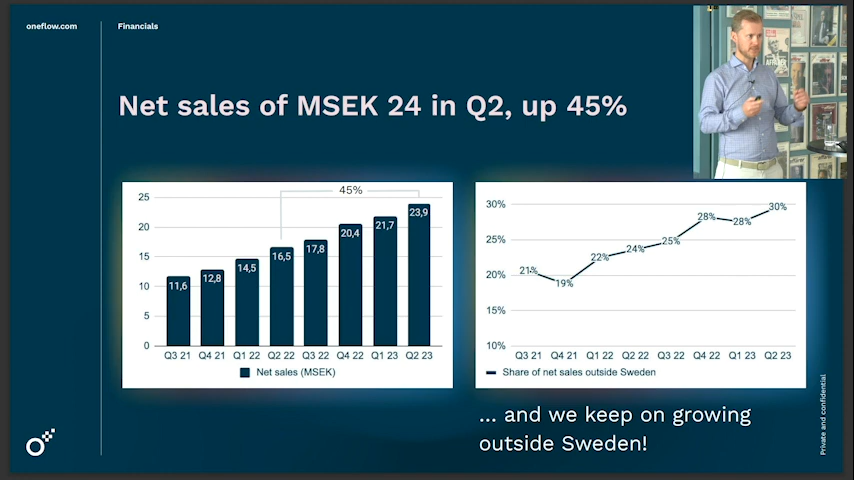 oneflow.com
Financials
Net sales of MSEK 24 in Q2, up 45%
45%
25
20
15
10
5
0
11,6
12,8
14,5
16,5
17,8
20,4
21,7
23,9
Q3 21 Q4 21 Q1 22 Q2 22 Q3 22 Q4 22 Q1 23 Q2 23
Net sales (MSEK)
30%
25%
20%
15%
10%
21%
19%
22%
24%
25%
28%
28%
30%
Q3 21 Q4 21 Q1 22 Q2 22 Q3 22 Q4 22 Q1 23 Q2 23
Share of net sales outside Sweden
... and we keep on growing
outside Sweden!
Private and confidential